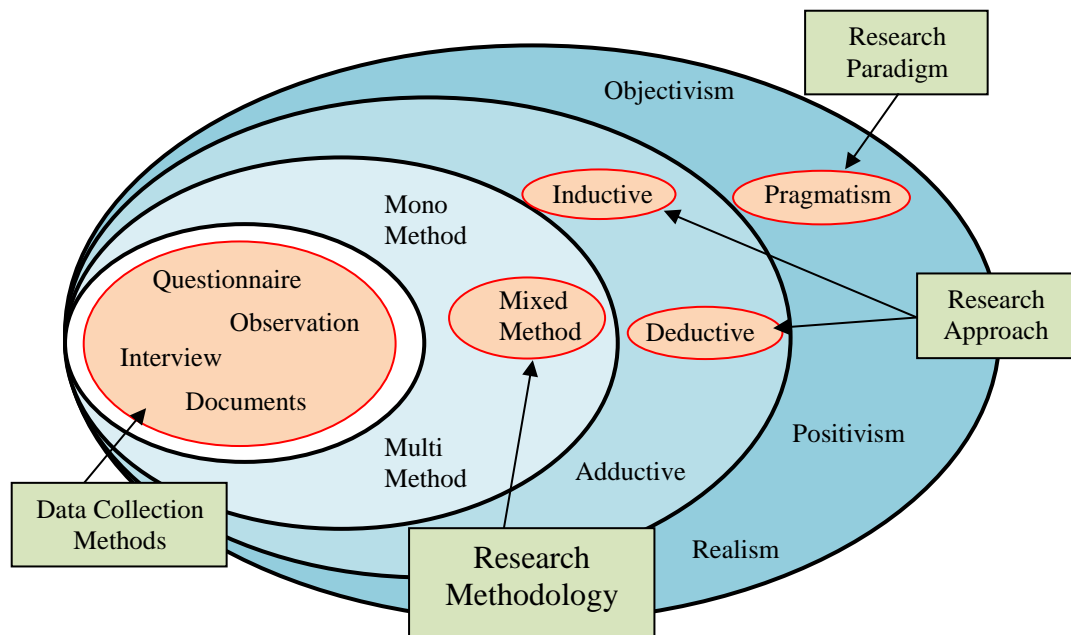 Research
Paradigm
Objectivism
Inductive
Pragmatism
Mono
Method
Questionnaire
Observation
Mixed
Method
Deductive
Research
Approach
Interview
Documents
Positivism
Multi
Method
Adductive
Data Collection
Methods
Realism
Research
Methodology